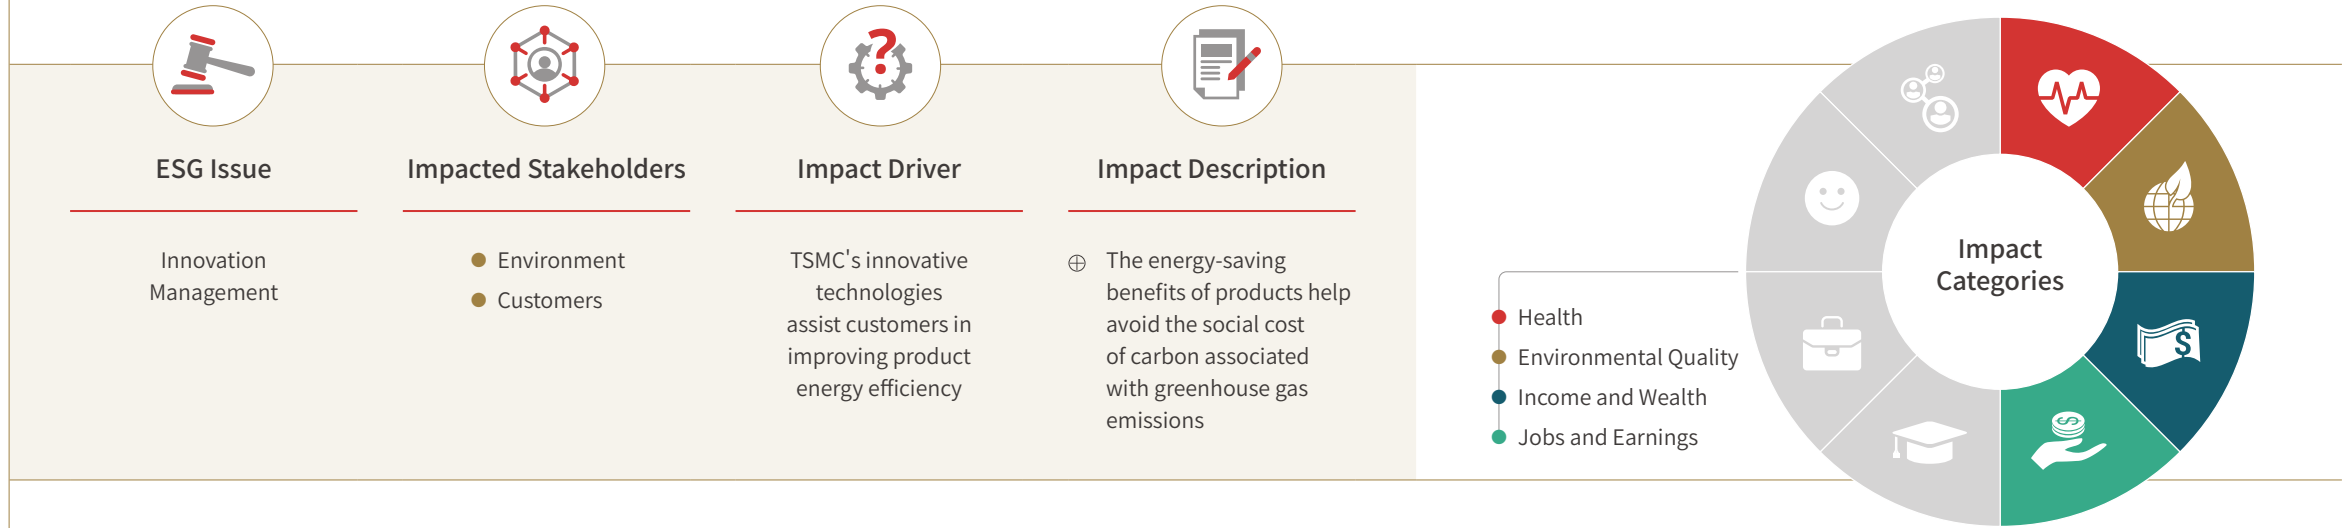 ESG Issue
Innovation
Management
Impacted Stakeholders
Environment
Customers
Impact Driver
TSMC's innovative
technologies
assist customers in
improving product
energy efficiency
Impact Description
The energy-saving
benefits of products help
avoid the social cost
of carbon associated
with greenhouse gas
emissions
Health
Environmental Quality
Income and Wealth
Jobs and Earnings
Impact
Categories